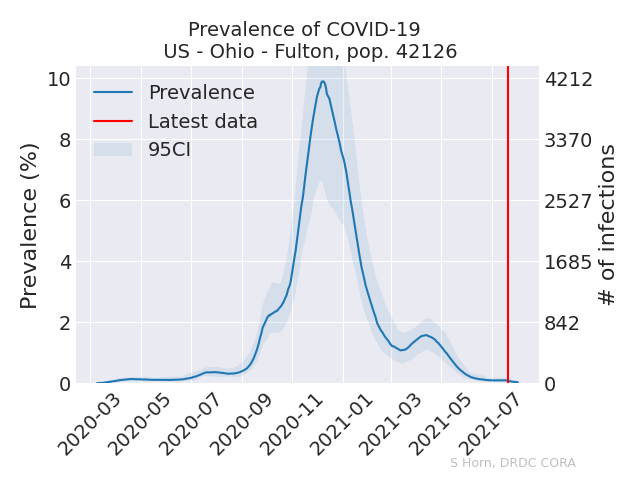 Prevalence of COVID-19
US - Ohio - Fulton, pop. 42126
Prevalence
Latest data
95CI
Prevalence (%)
10
8
6
4
2
0
4212
3370
2527
1685
842
0
# of infections
2020-03
2020-05
2020-07
2020-09
2020-11
2021-01
2021-03
2021-05
2021-07
S Horn, DRDC CORA